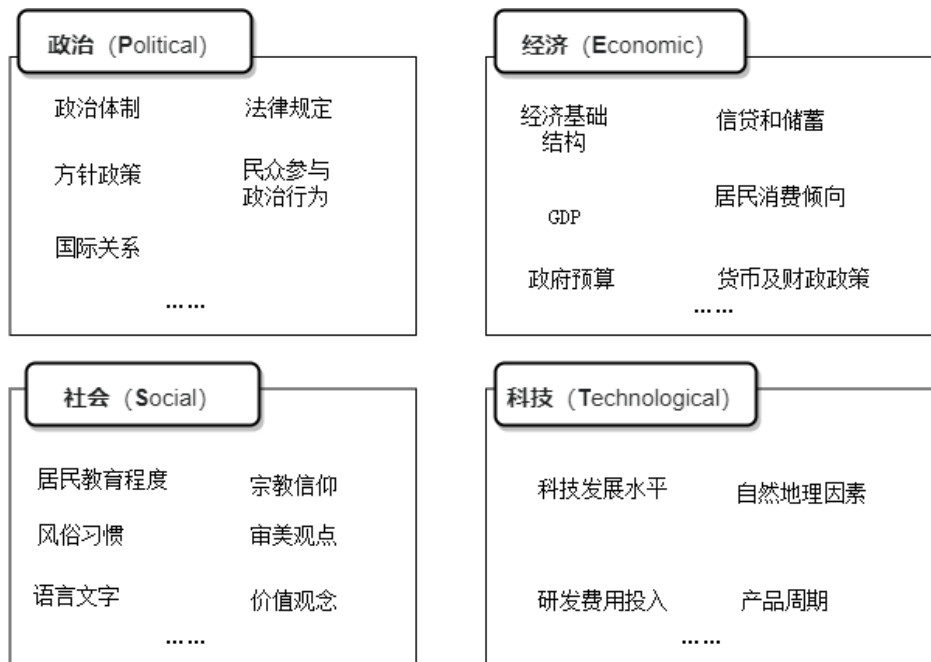 政治（Political）
政治体制
法律规定
方针政策
民众参与
政治行为
国际关系
……
经济（Economic）
经济基础
结构
信贷和储蓄
GDP
居民消费倾向
政府预算
货币及财政政策
……
社会（Social）
居民教育程度
宗教信仰
风俗习惯
审美观点
语言文字
价值观念
……
科技（Technological）
科技发展水平
自然地理因素
研发费用投入
产品周期
……